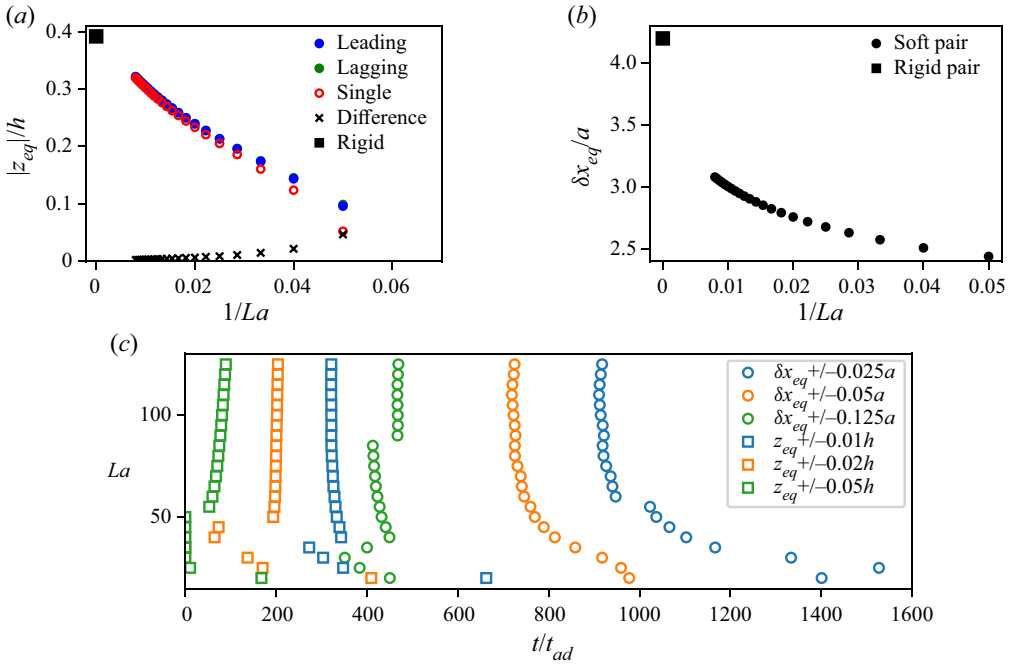 (a)
0.4
0.3
0.2
0.1
0
|z_eq|/h
Leading
Lagging
Single
Difference
Rigid
0 0.02 0.04 0.06
1/La
(b)
4.0
3.5
3.0
2.5
δx_eq/a
Soft pair
Rigid pair
0 0.01 0.02 0.03 0.04 0.05
1/La
(c)
100
50
La
δx_eq+/–0.025a
δx_eq+/–0.05a
δx_eq+/–0.125a
z_eq+/–0.01h
z_eq+/–0.02h
z_eq+/–0.05h
0 200 400 600 800 1000 1200 1400 1600
t/t_ad